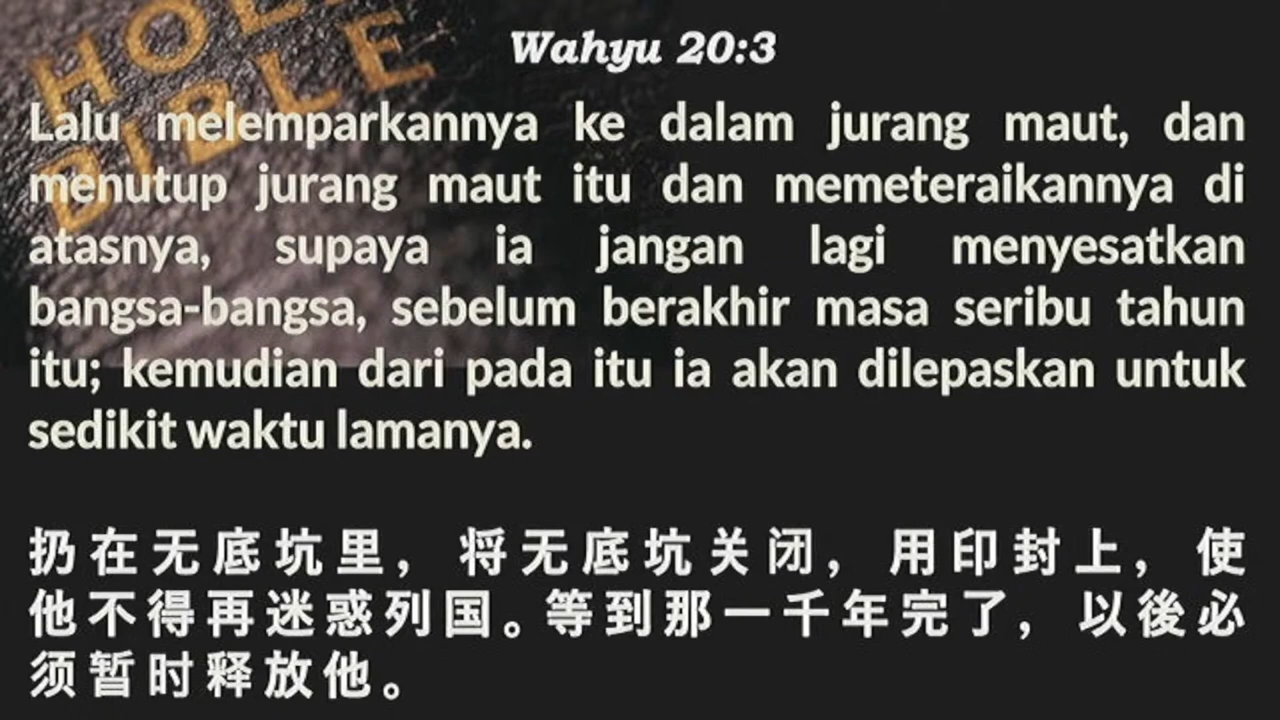 HOLY
BIBLE
Wahyu 20:3
Lalu melemparkannya ke dalam jurang maut, dan
menutup jurang maut itu dan memeteraikannya di
atasnya, supaya ia jangan lagi menyesatkan
bangsa-bangsa, sebelum berakhir masa seribu tahun
itu; kemudian dari pada itu ia akan dilepaskan untuk
sedikit waktu lamanya.
扔在无底坑里，将无底坑关闭，用印封上，使
他不得再迷惑列国。等到那一千年完了，以後必
须暂时释放他。